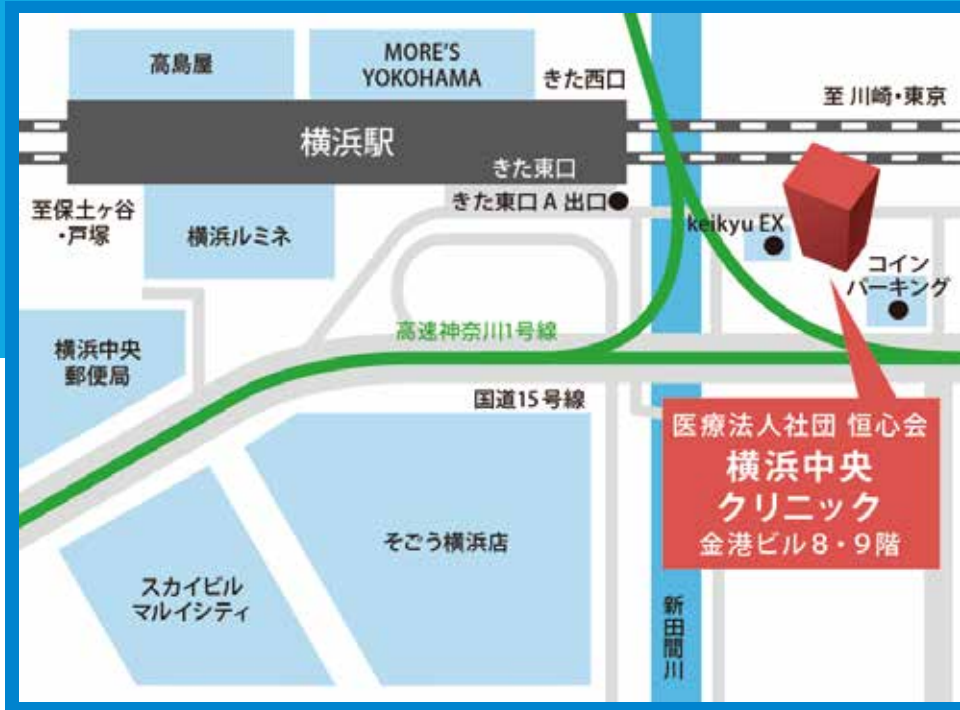 高島屋
MORE'S
YOKOHAMA
きた西口
至 川崎・東京
横浜駅
きた東口
きた東口 A 出口
至保土ヶ谷
・戸塚
横浜ルミネ
keikyu EX
コイン
パーキング
高速神奈川1号線
横浜中央
郵便局
国道15号線
医療法人社団 恒心会
横浜中央
クリニック
金港ビル8・9階
そごう横浜店
スカイビル
マルイシティ
新田間川